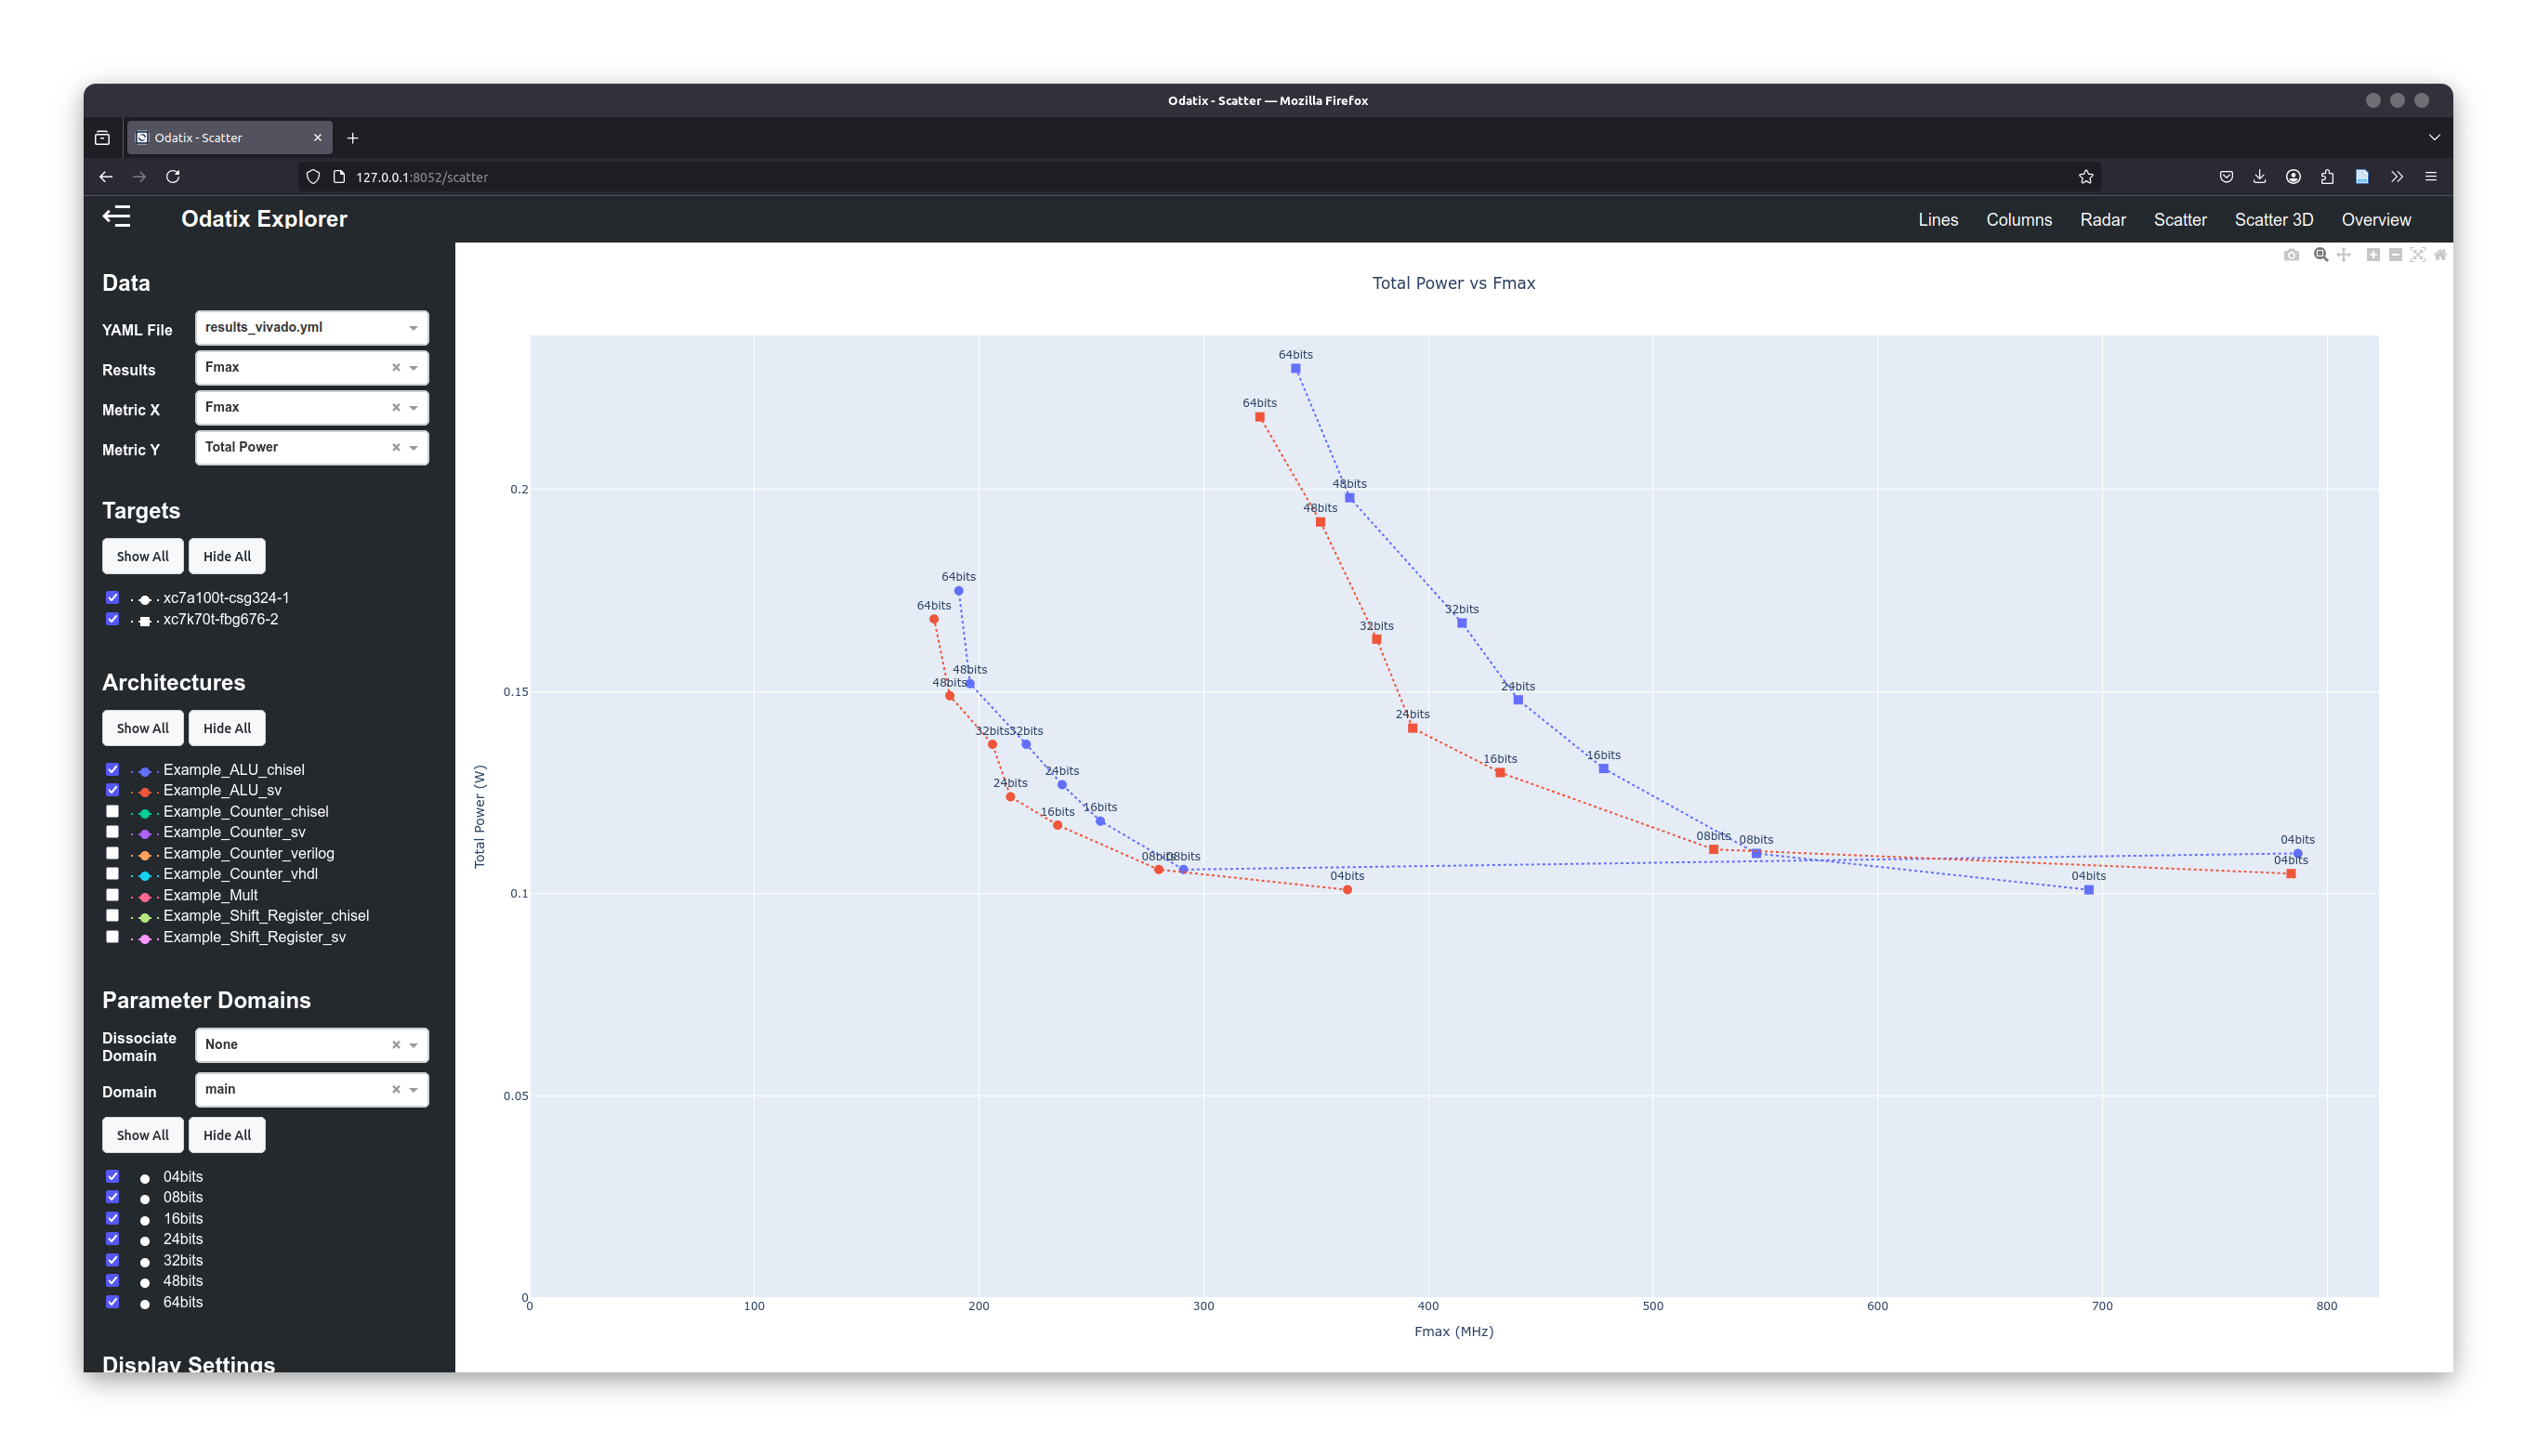 Odatix - Scatter — Mozilla Firefox
Odatix - Scatter
127.0.0.1:8052/scatter
Odatix Explorer
Lines Columns Radar Scatter Scatter 3D Overview
Data
YAML File results_vivado.yml
Results Fmax
Metric X Fmax
Metric Y Total Power
Targets
Show All Hide All
xc7a100t-csg324-1
xc7k70t-fbg676-2
Architectures
Show All Hide All
Example_ALU_chisel
Example_ALU_sv
Example_Counter_chisel
Example_Counter_sv
Example_Counter_verilog
Example_Counter_vhdl
Example_Mult
Example_Shift_Register_chisel
Example_Shift_Register_sv
Parameter Domains
Dissociate
Domain
None
Domain main
Show All Hide All
04bits
08bits
16bits
24bits
32bits
48bits
64bits
Display Settings
Total Power vs Fmax
64bits
64bits
48bits
48bits
64bits
64bits
32bits
32bits
48bits
48bits
24bits
24bits
32bits 32bits
16bits
16bits
24bits
24bits
16bits
16bits
08bits 08bits
04bits
08bits 08bits
04bits
04bits
04bits
0.2
0.15
0.1
0.05
0
Total Power (W)
0 100 200 300 400 500 600 700 800
Fmax (MHz)